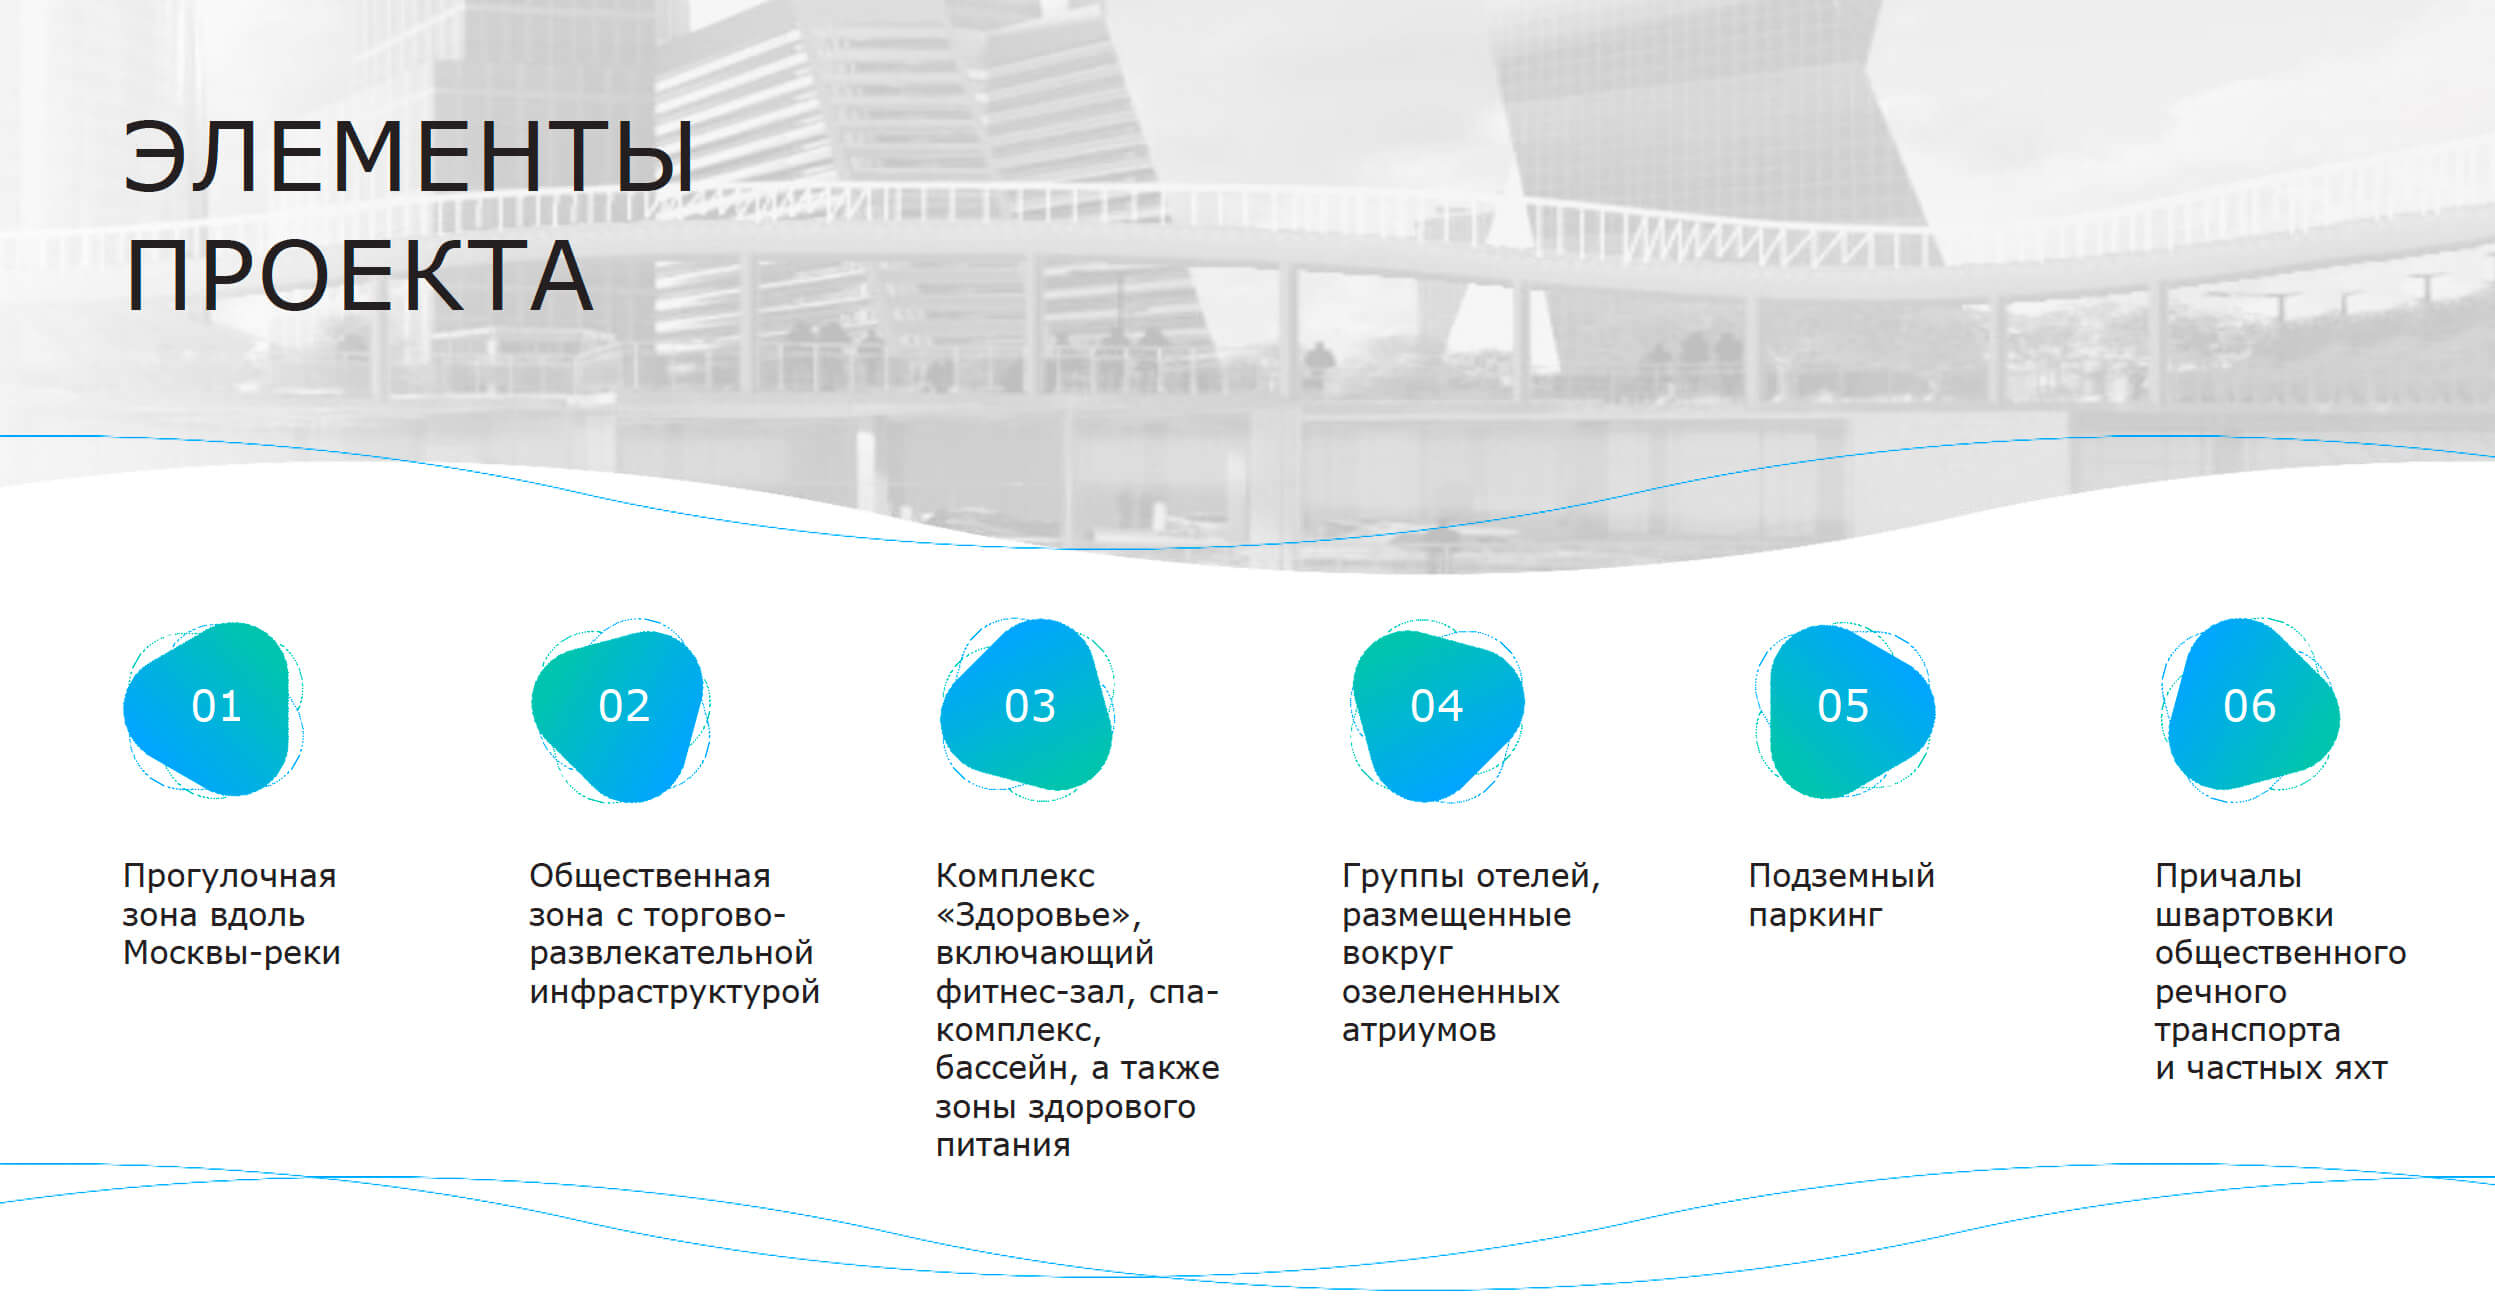 ЭЛЕМЕНТЫ
ПРОЕКТА
01
Прогулочная
зона вдоль
Москвы-реки
02
Общественная
зона с торгово-
развлекательной
инфраструктурой
03
Комплекс
«Здоровье»,
включающий
фитнес-зал, спа-
комплекс,
бассейн, а также
зоны здорового
питания
04
Группы отелей,
размещенные
вокруг
озелененных
атриумов
05
Подземный
паркинг
06
Причалы
швартовки
общественного
речного
транспорта
и частных яхт